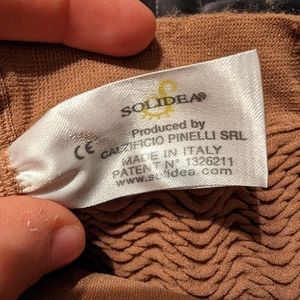 SOLIDEA®
Produced by
CE CALZIFICIO PINELLI SRL
MADE IN ITALY
PATENT N° 1326211
www.solidea.com